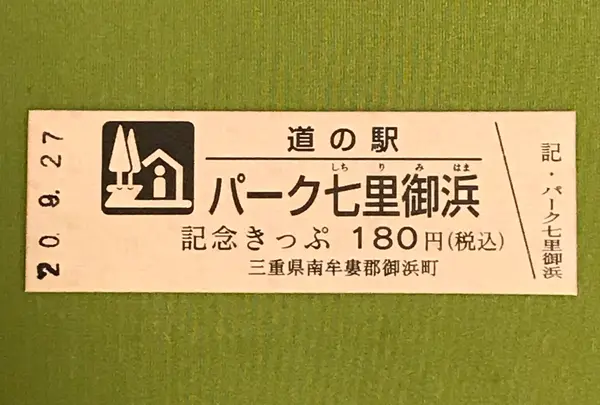 20.9.27
道の駅
しちりみはま
パーク七里御浜
記念きっぷ 180円(税込)
三重県南牟婁郡御浜町
記・パーク七里御浜